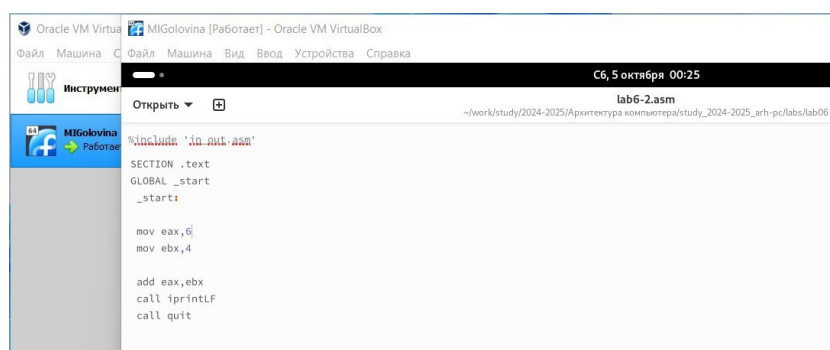 Oracle VM Virtua
MIGolovina [Работает] - Oracle VM VirtualBox
Файл Машина С
Файл Машина Вид Ввод Устройства Справка
Инструмен
64
MIGolovina
Работае
Сб, 5 октября 00:25
Открыть
lab6-2.asm
~/work/study/2024-2025/Архитектура компьютера/study_2024-2025_arh-pc/labs/lab06
%include 'in_out.asm'
SECTION .text
GLOBAL _start
_start:
mov eax,6
mov ebx,4
add eax,ebx
call iprintLF
call quit